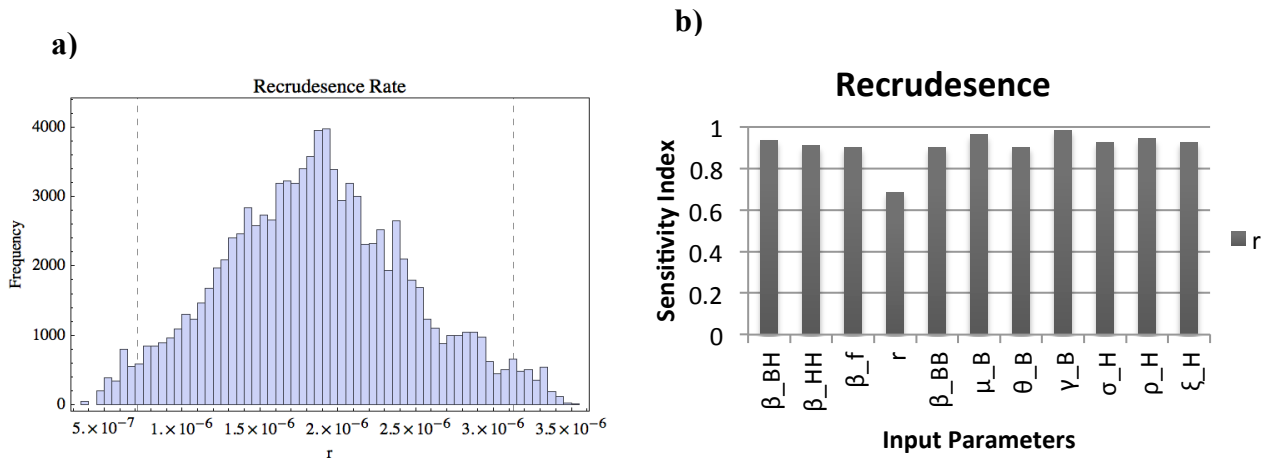 a)
Recrudesence Rate
Frequency
4000
3000
2000
1000
0
5.×10⁻⁷ 1.×10⁻⁶ 1.5×10⁻⁶ 2.×10⁻⁶ 2.5×10⁻⁶ 3.×10⁻⁶ 3.5×10⁻⁶
r
b)
Recrudesence
Sensitivity Index
1
0.8
0.6
0.4
0.2
0
β_BH β_HH β_f r β_BB μ_B θ_B γ_B σ_H ρ_H ξ_H
Input Parameters
r